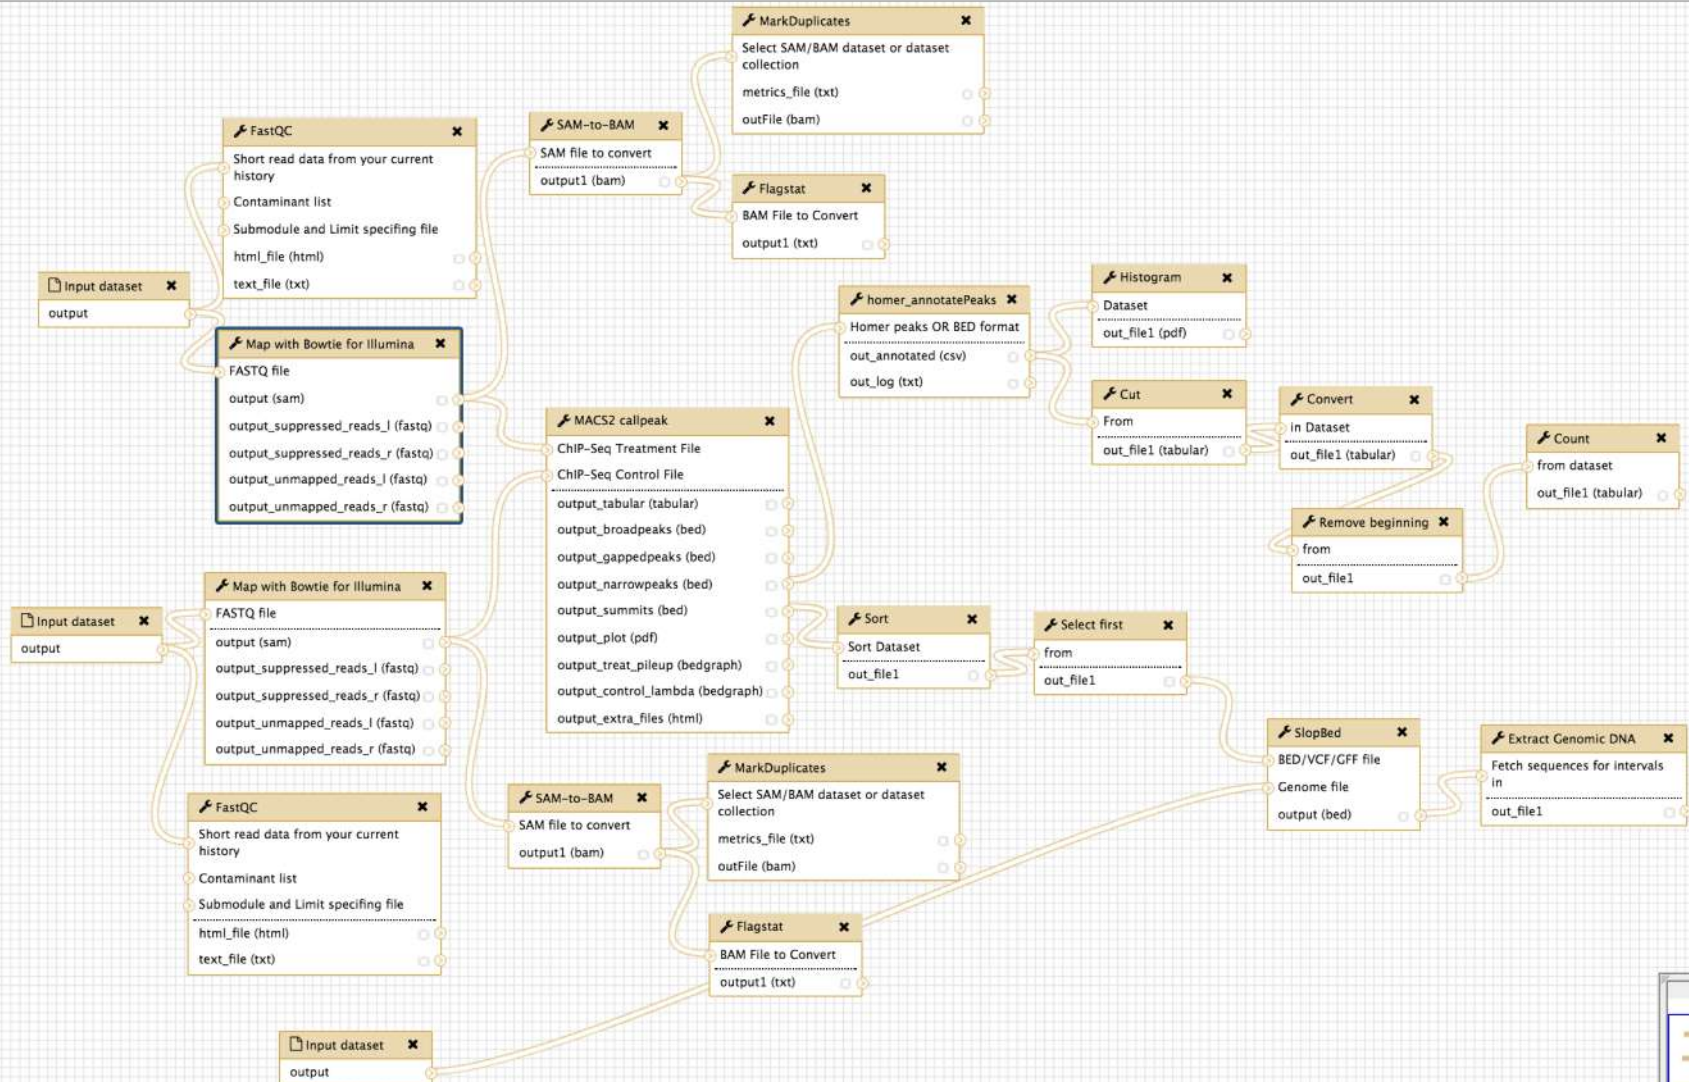 MarkDuplicates
Select SAM/BAM dataset or dataset
collection
metrics_file (txt)
outFile (bam)
FastQC
Short read data from your current
history
Contaminant list
Submodule and Limit specifing file
html_file (html)
text_file (txt)
SAM-to-BAM
SAM file to convert
output1 (bam)
Flagstat
BAM File to Convert
output1 (txt)
Input dataset
output
Map with Bowtie for Illumina
FASTQ file
output (sam)
output_suppressed_reads_l (fastq)
output_suppressed_reads_r (fastq)
output_unmapped_reads_l (fastq)
output_unmapped_reads_r (fastq)
homer_annotatePeaks
Homer peaks OR BED format
out_annotated (csv)
out_log (txt)
Histogram
Dataset
out_file1 (pdf)
Cut
From
out_file1 (tabular)
Convert
in Dataset
out_file1 (tabular)
Count
from dataset
out_file1 (tabular)
Remove beginning
from
out_file1
MACS2 callpeak
ChIP-Seq Treatment File
ChIP-Seq Control File
output_tabular (tabular)
output_broadpeaks (bed)
output_gappedpeaks (bed)
output_narrowpeaks (bed)
output_summits (bed)
output_plot (pdf)
output_treat_pileup (bedgraph)
output_control_lambda (bedgraph)
output_extra_files (html)
Input dataset
output
Map with Bowtie for Illumina
FASTQ file
output (sam)
output_suppressed_reads_l (fastq)
output_suppressed_reads_r (fastq)
output_unmapped_reads_l (fastq)
output_unmapped_reads_r (fastq)
Sort
Sort Dataset
out_file1
Select first
from
out_file1
SlopBed
BED/VCF/GFF file
Genome file
output (bed)
Extract Genomic DNA
Fetch sequences for intervals
in
out_file1
FastQC
Short read data from your current
history
Contaminant list
Submodule and Limit specifing file
html_file (html)
text_file (txt)
SAM-to-BAM
SAM file to convert
output1 (bam)
MarkDuplicates
Select SAM/BAM dataset or dataset
collection
metrics_file (txt)
outFile (bam)
Flagstat
BAM File to Convert
output1 (txt)
Input dataset
output